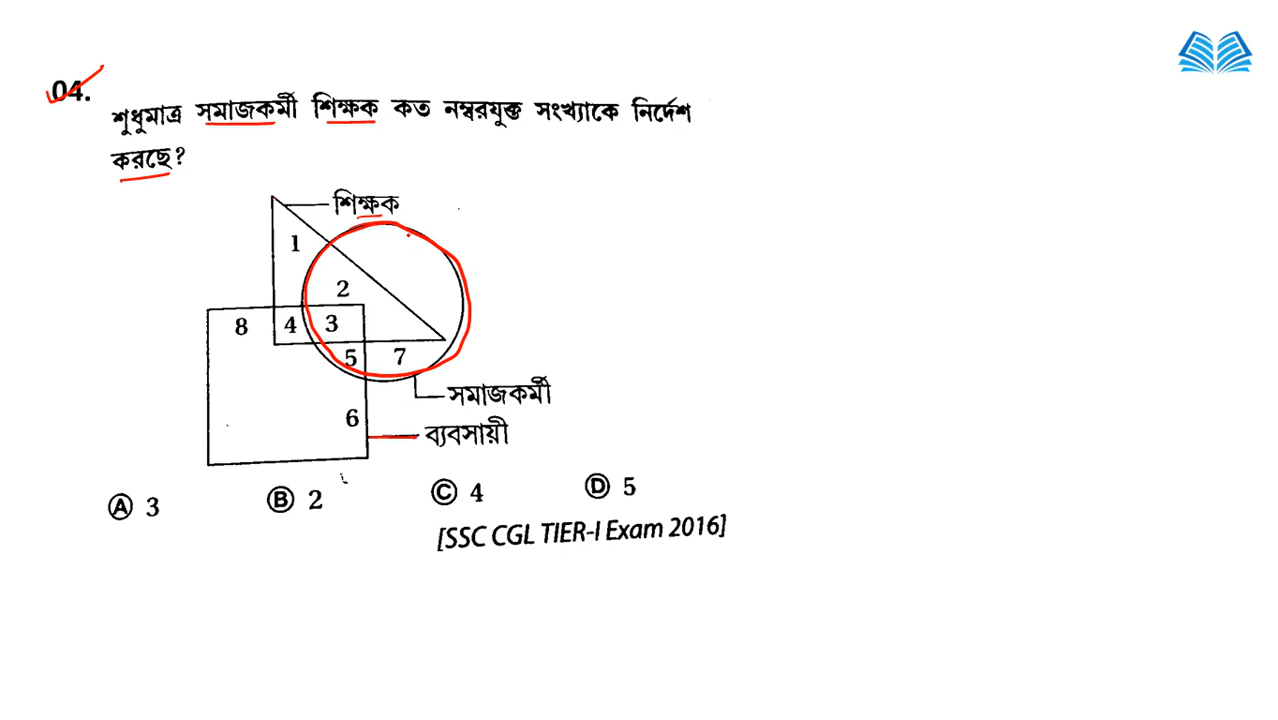 04.
শুধুমাত্র সমাজকর্মী শিক্ষক কত নম্বরযুক্ত সংখ্যাকে নির্দেশ
করছে?
শিক্ষক
1
2
8 4 3
5 7
সমাজকর্মী
6
ব্যবসায়ী
Ⓐ 3 Ⓑ 2 Ⓒ 4 Ⓓ 5
[SSC CGL TIER-I Exam 2016]